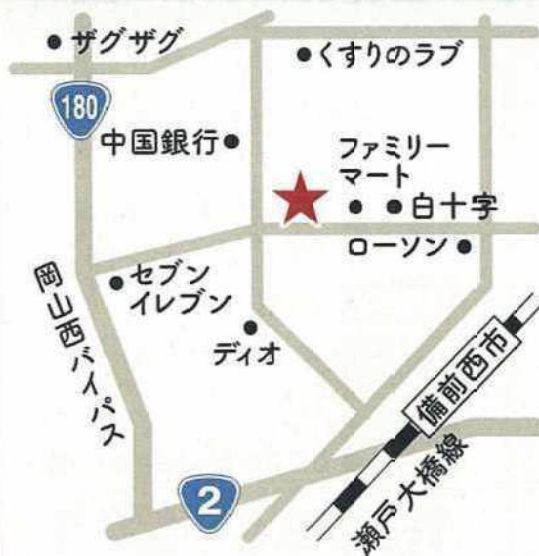 ザグザグ
くすりのラブ
180
中国銀行
ファミリー
マート
白十字
ローソン
セブン
イレブン
岡山西バイパス
ディオ
備前西市
2
瀬戸大橋線